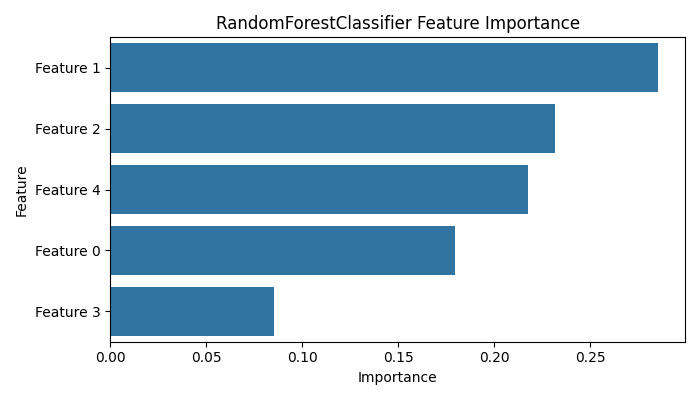 RandomForestClassifier Feature Importance
Feature
Feature 1
Feature 2
Feature 4
Feature 0
Feature 3
0.00 0.05 0.10 0.15 0.20 0.25
Importance